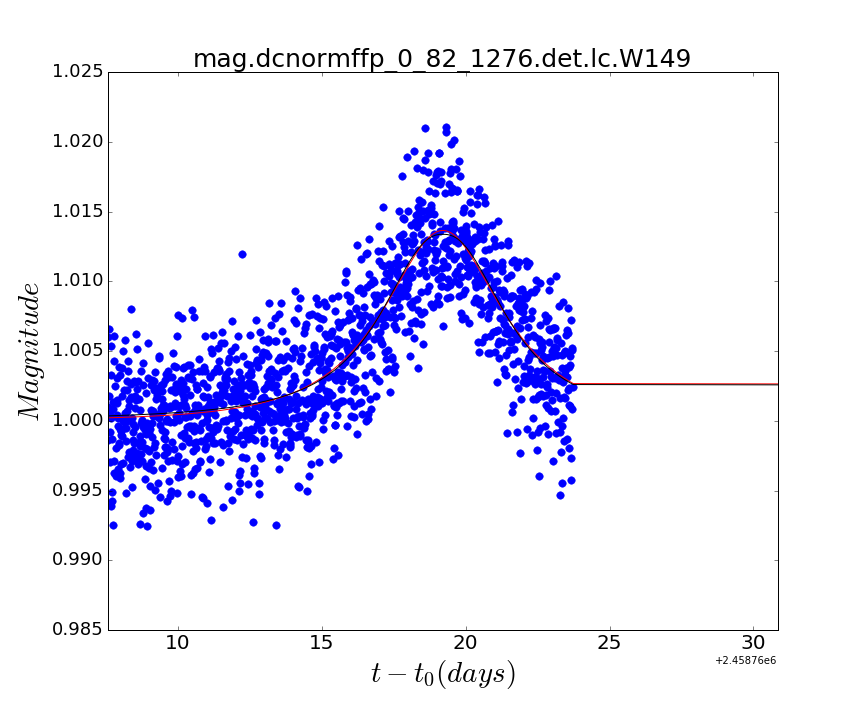 mag.dcnormffp_0_82_1276.det.lc.W149
1.025
1.020
1.015
1.010
1.005
1.000
0.995
0.990
0.985
Magnitude
10 15 20 25 30
+2.45876e6
t − t₀(days)